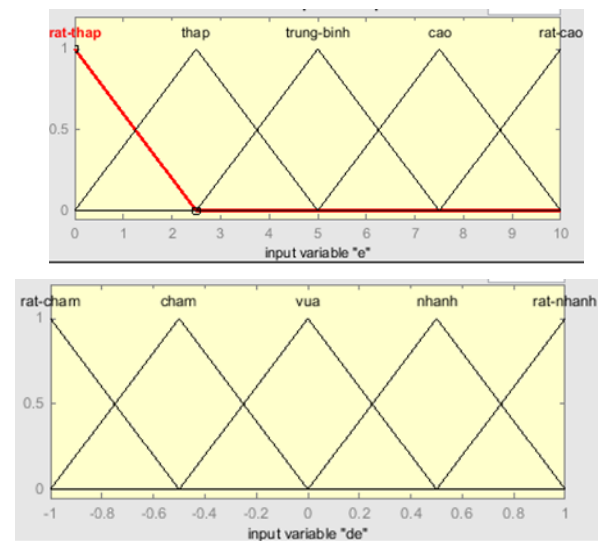 rat-thap thap trung-binh cao rat-cao
1
0.5
0
0 1 2 3 4 5 6 7 8 9 10
input variable "e"
rat-cham cham vua nhanh rat-nhanh
1
0.5
0
-1 -0.8 -0.6 -0.4 -0.2 0 0.2 0.4 0.6 0.8 1
input variable "de"